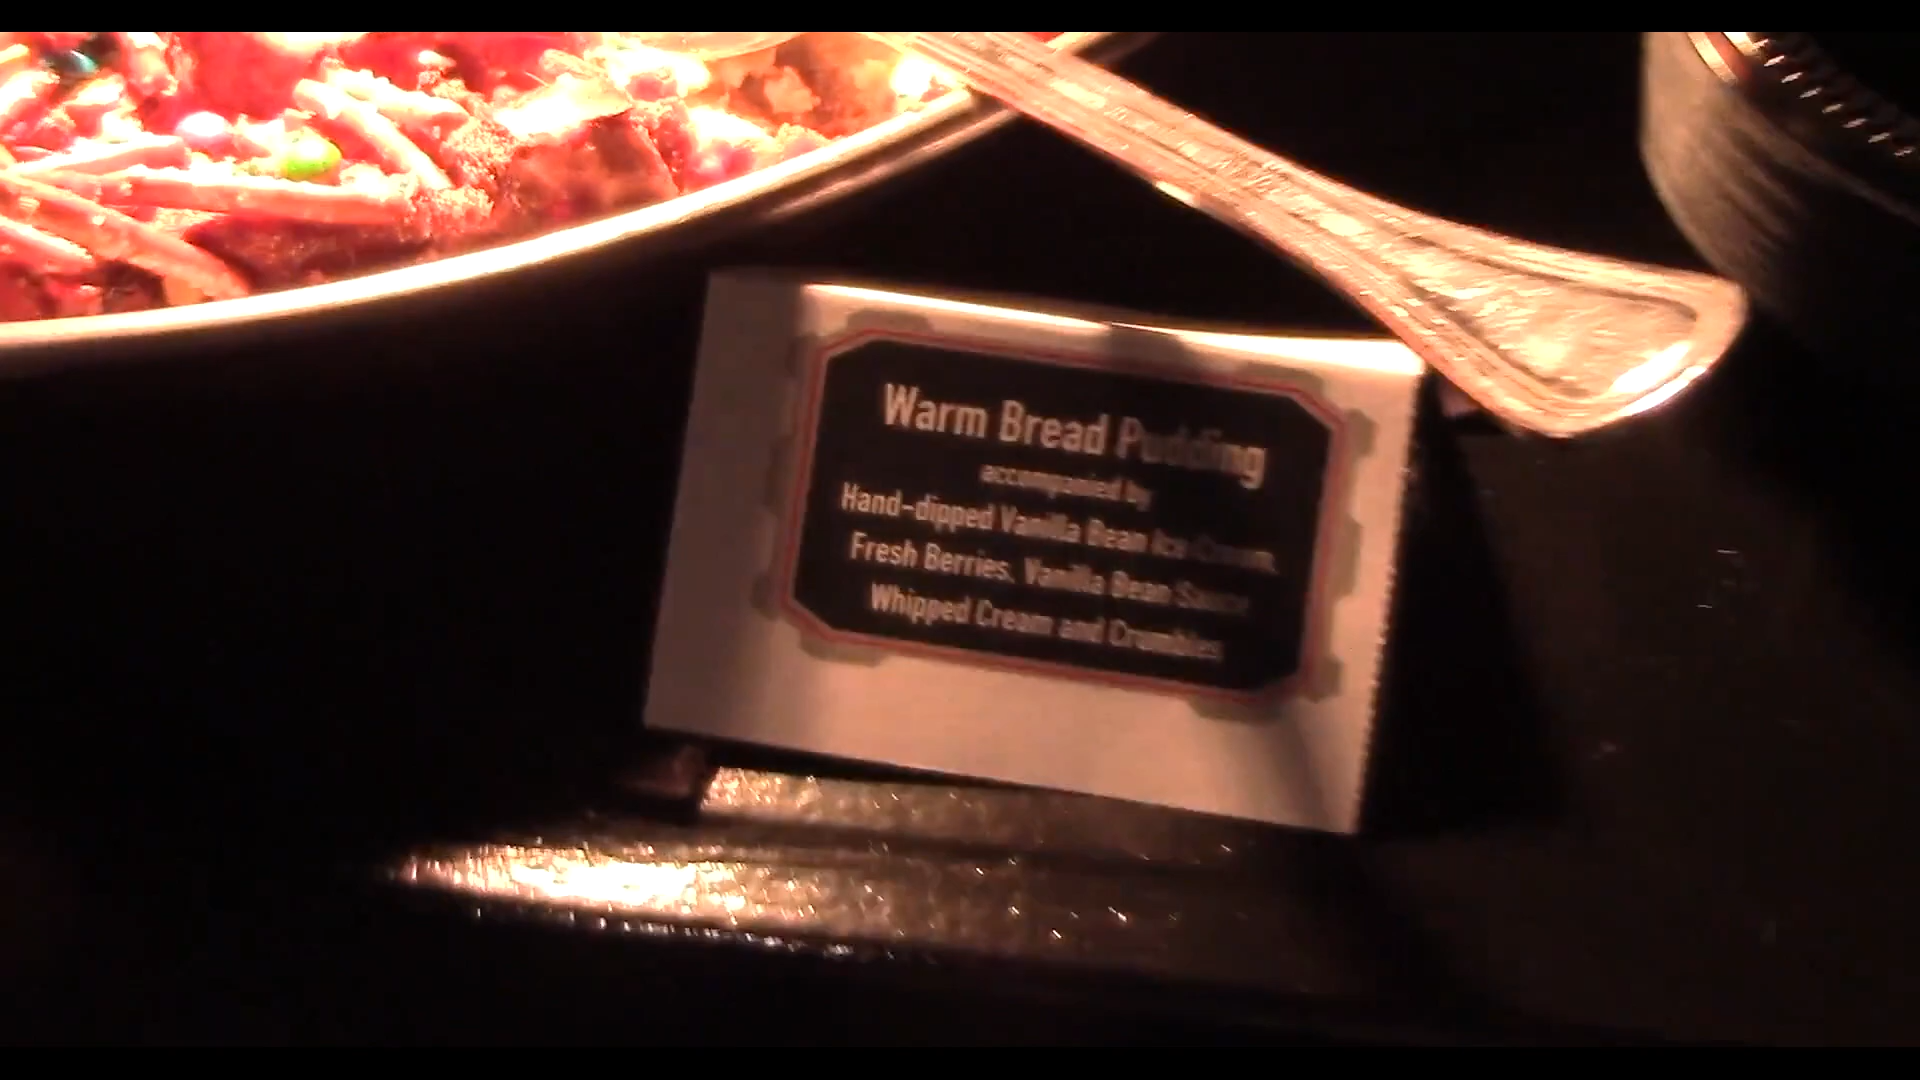 Warm Bread Pudding
accompanied by
Hand-dipped Vanilla Bean Ice Cream,
Fresh Berries, Vanilla Bean Sauce,
Whipped Cream and Crumbles